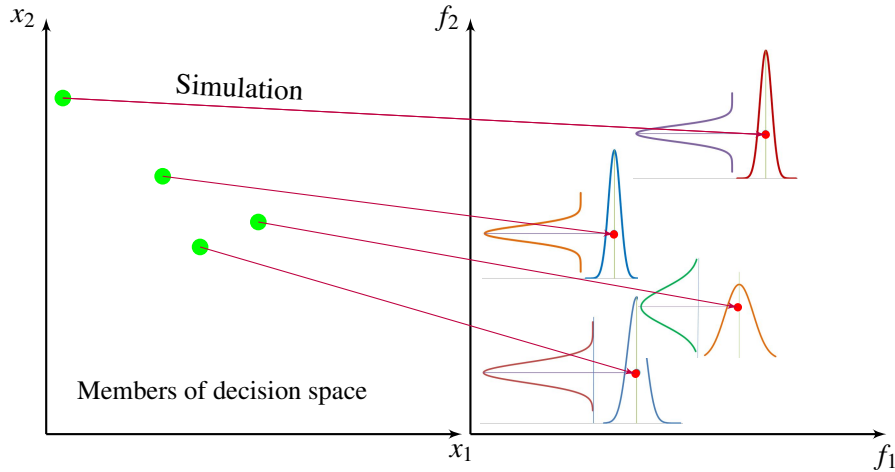 x₂
f₂
Simulation
Members of decision space
x₁
f₁